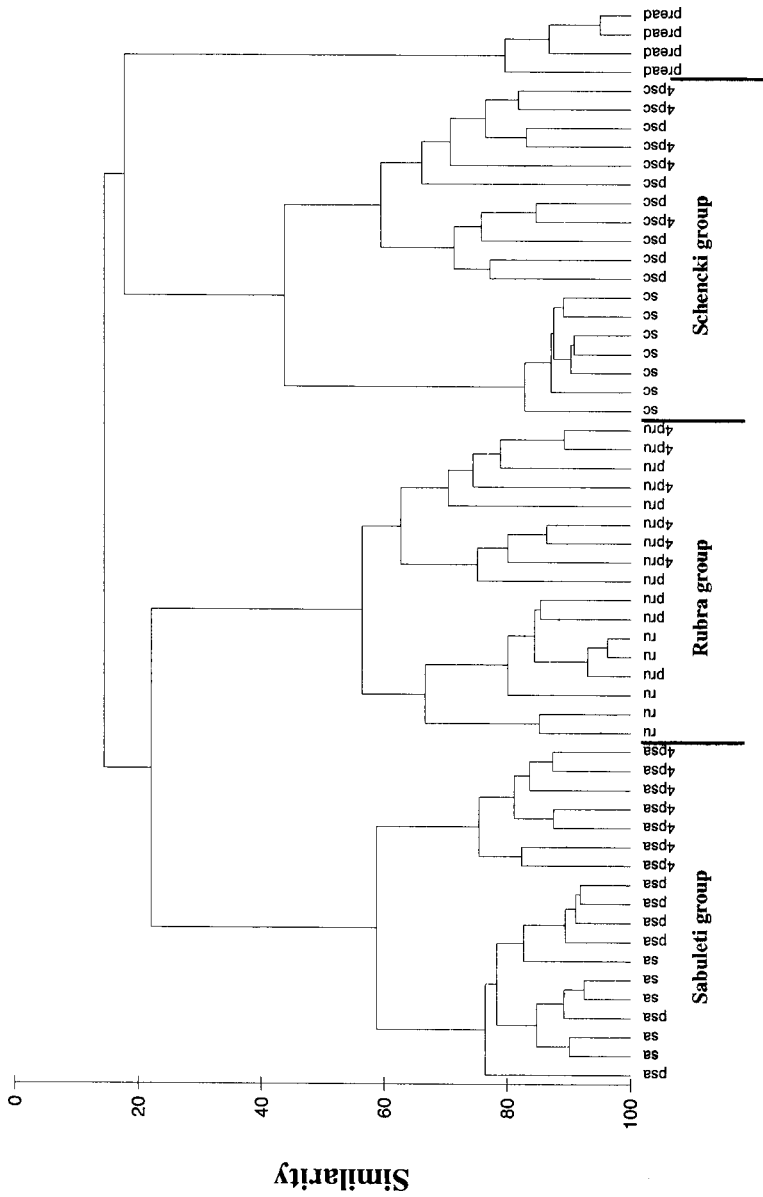 pread
pread
pread
pread
4psc
4psc
psc
4psc
4psc
psc
psc
4psc
psc
psc
psc
sc
sc
sc
sc
sc
sc
sc
4pru
4pru
pru
4pru
pru
4pru
4pru
4pru
pru
pru
pru
ru
ru
pru
ru
ru
ru
4psa
4psa
4psa
4psa
4psa
4psa
4psa
psa
psa
psa
psa
sa
sa
sa
psa
sa
sa
psa
Schencki group
Rubra group
Sabuleti group
0
20
40
60
80
100
Similarity